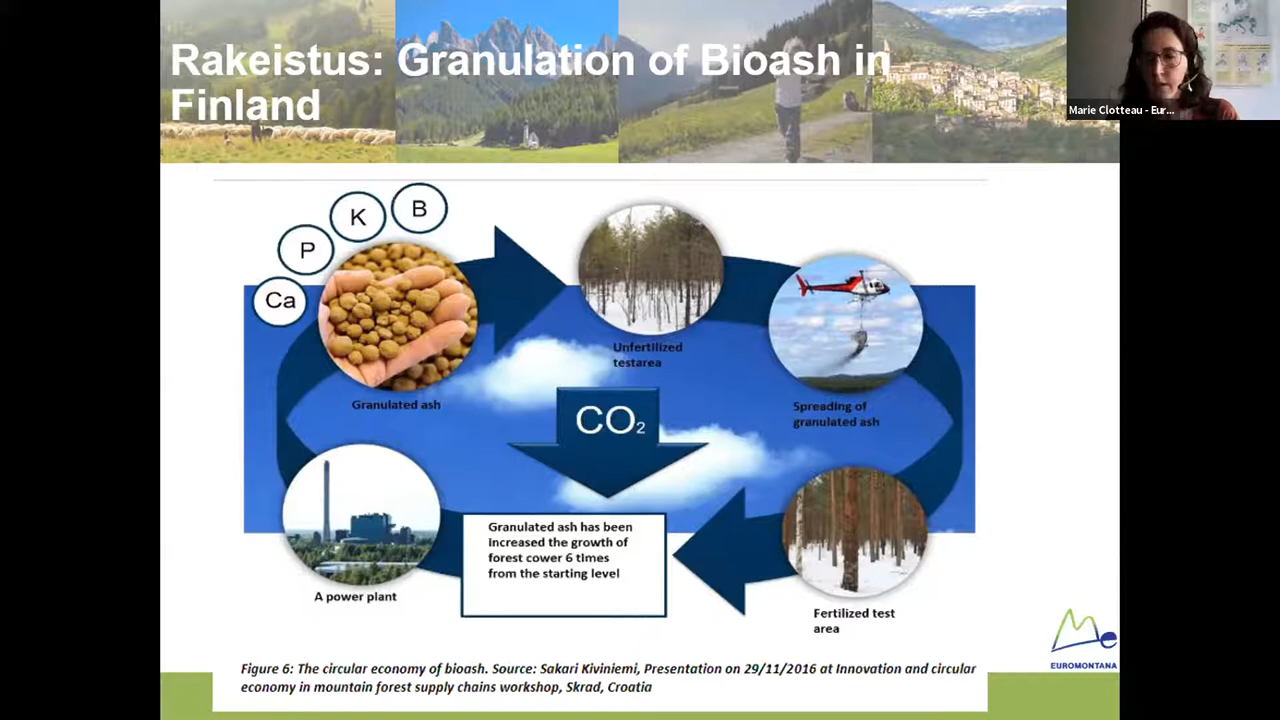 Rakeistus: Granulation of Bioash in
Finland
Marie Clotteau - Eur...
B
K
P
Ca
Unfertilized
testarea
Granulated ash
Spreading of
granulated ash
CO₂
Granulated ash has been
increased the growth of
forest cower 6 times
from the starting level
A power plant
Fertilized test
area
EUROMONTANA
Figure 6: The circular economy of bioash. Source: Sakari Kiviniemi, Presentation on 29/11/2016 at Innovation and circular
economy in mountain forest supply chains workshop, Skrad, Croatia